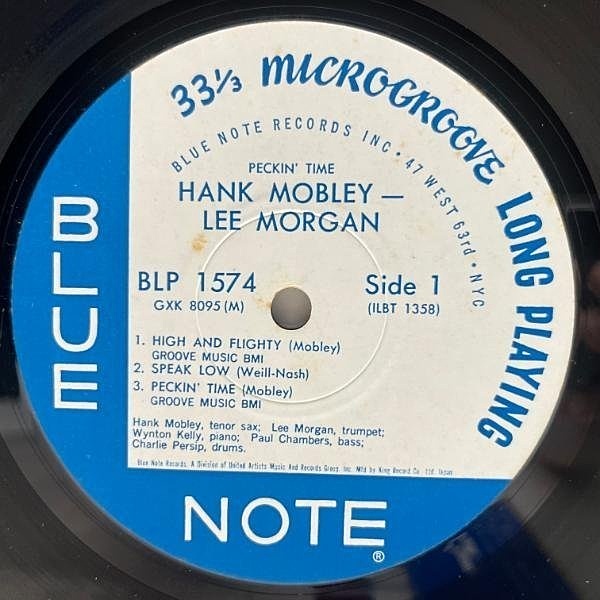 33⅓ MICROGROOVE LONG PLAYING
BLUE NOTE RECORDS INC • 47 WEST 63rd • NYC
PECKIN' TIME
HANK MOBLEY —
LEE MORGAN
BLP 1574
Side 1
GXK 8095 (M)
(ILBT 1358)
1. HIGH AND FLIGHTY (Mobley)
GROOVE MUSIC BMI
2. SPEAK LOW (Weill-Nash)
3. PECKIN' TIME (Mobley)
GROOVE MUSIC BMI
Hank Mobley, tenor sax; Lee Morgan, trumpet;
Wynton Kelly, piano; Paul Chambers, bass;
Charlie Persip, drums.
Blue Note Records, A Division of United Artists Music And Records Group, Inc. Mfd by King Record Co. Ltd. Japan
BLUE
NOTE
®